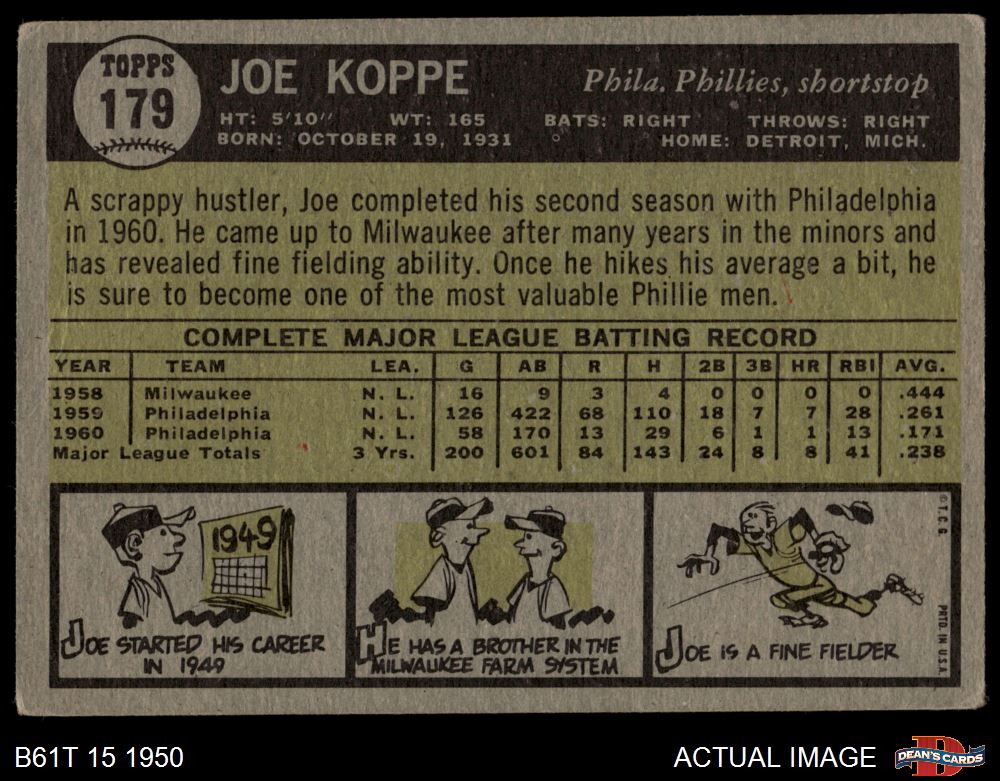 TOPPS
179
JOE KOPPE
Phila. Phillies, shortstop
HT: 5'10" WT: 165 BATS: RIGHT THROWS: RIGHT
BORN: OCTOBER 19, 1931 HOME: DETROIT, MICH.
A scrappy hustler, Joe completed his second season with Philadelphia
in 1960. He came up to Milwaukee after many years in the minors and
has revealed fine fielding ability. Once he hikes his average a bit, he
is sure to become one of the most valuable Phillie men.
COMPLETE MAJOR LEAGUE BATTING RECORD
YEAR TEAM LEA. G AB R H 2B 3B HR RBI AVG.
1958 Milwaukee N. L. 16 9 3 4 0 0 0 0 .444
1959 Philadelphia N. L. 126 422 68 110 18 7 7 28 .261
1960 Philadelphia N. L. 58 170 13 29 6 1 1 13 .171
Major League Totals 3 Yrs. 200 601 84 143 24 8 8 41 .238
1949
JOE STARTED HIS CAREER
IN 1949
HE HAS A BROTHER IN THE
MILWAUKEE FARM SYSTEM
JOE IS A FINE FIELDER
© T.C.G.
PRTD. IN U.S.A.
B61T 15 1950
ACTUAL IMAGE
DEAN'S CARDS